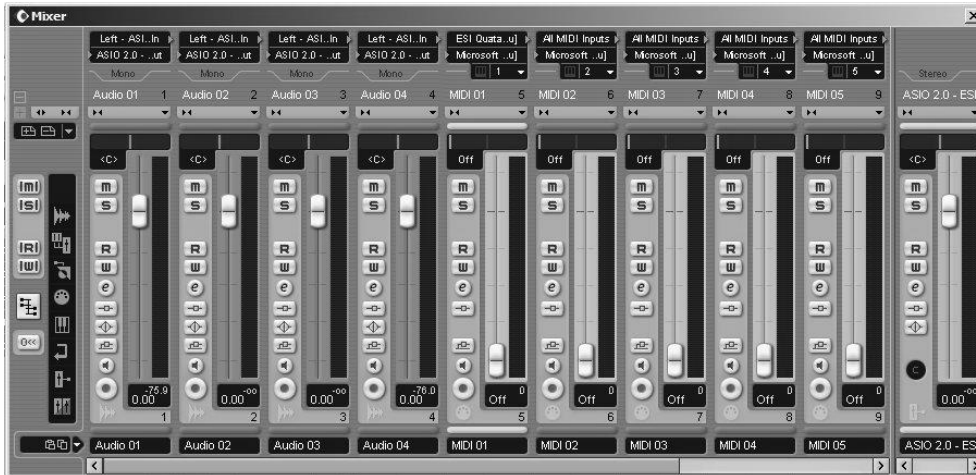 Mixer
Left - ASI..In Left - ASI..In Left - ASI..In Left - ASI..In ESI Quata..u] All MIDI Inputs All MIDI Inputs All MIDI Inputs All MIDI Inputs
ASIO 2.0 - ..ut ASIO 2.0 - ..ut ASIO 2.0 - ..ut ASIO 2.0 - ..ut Microsoft ..u] Microsoft ..u] Microsoft ..u] Microsoft ..u] Microsoft ..u]
Mono Mono Mono Mono 1 2 3 4 5 Stereo
Audio 01 1 Audio 02 2 Audio 03 3 Audio 04 4 MIDI 01 5 MIDI 02 6 MIDI 03 7 MIDI 04 8 MIDI 05 9 ASIO 2.0 - ESI
<C> <C> <C> <C> Off Off Off Off Off <C>
m m m m m m m m m m
S S S S S S S S S S
R R R R R R R R R R
W W W W W W W W W W
e e e e e e e e e e
M
S
R
W
0<<
C
-75.9 -oo -oo -76.0 0 0 0 0 0 -oo
0.00 0.00 0.00 0.00 Off Off Off Off Off 0.00
1 2 3 4 5 6 7 8 9
Audio 01 Audio 02 Audio 03 Audio 04 MIDI 01 MIDI 02 MIDI 03 MIDI 04 MIDI 05 ASIO 2.0 - ES